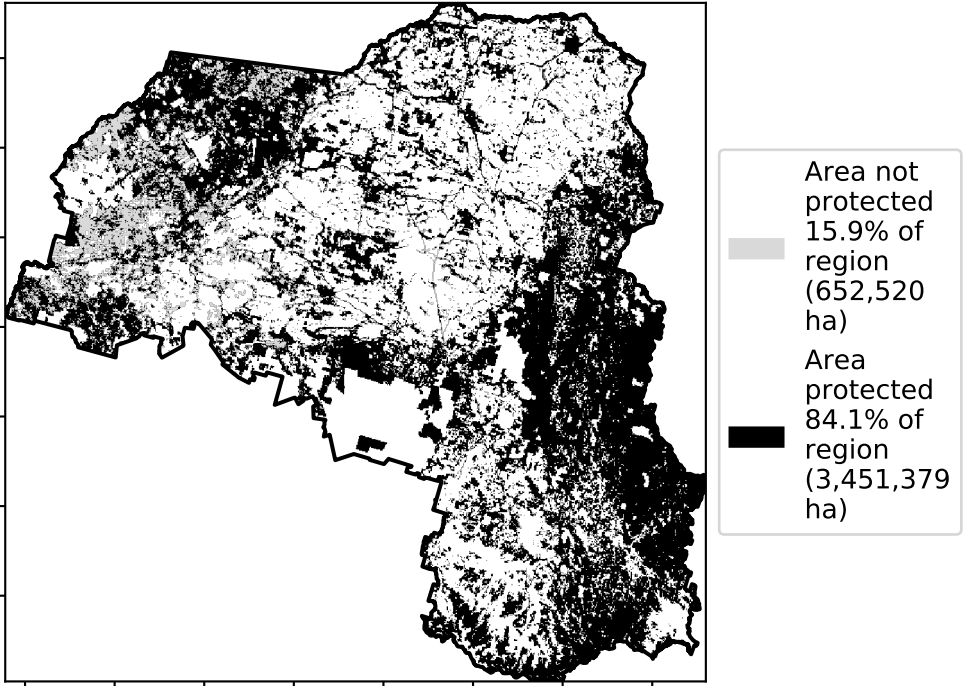 Area not
protected
15.9% of
region
(652,520
ha)
Area
protected
84.1% of
region
(3,451,379
ha)